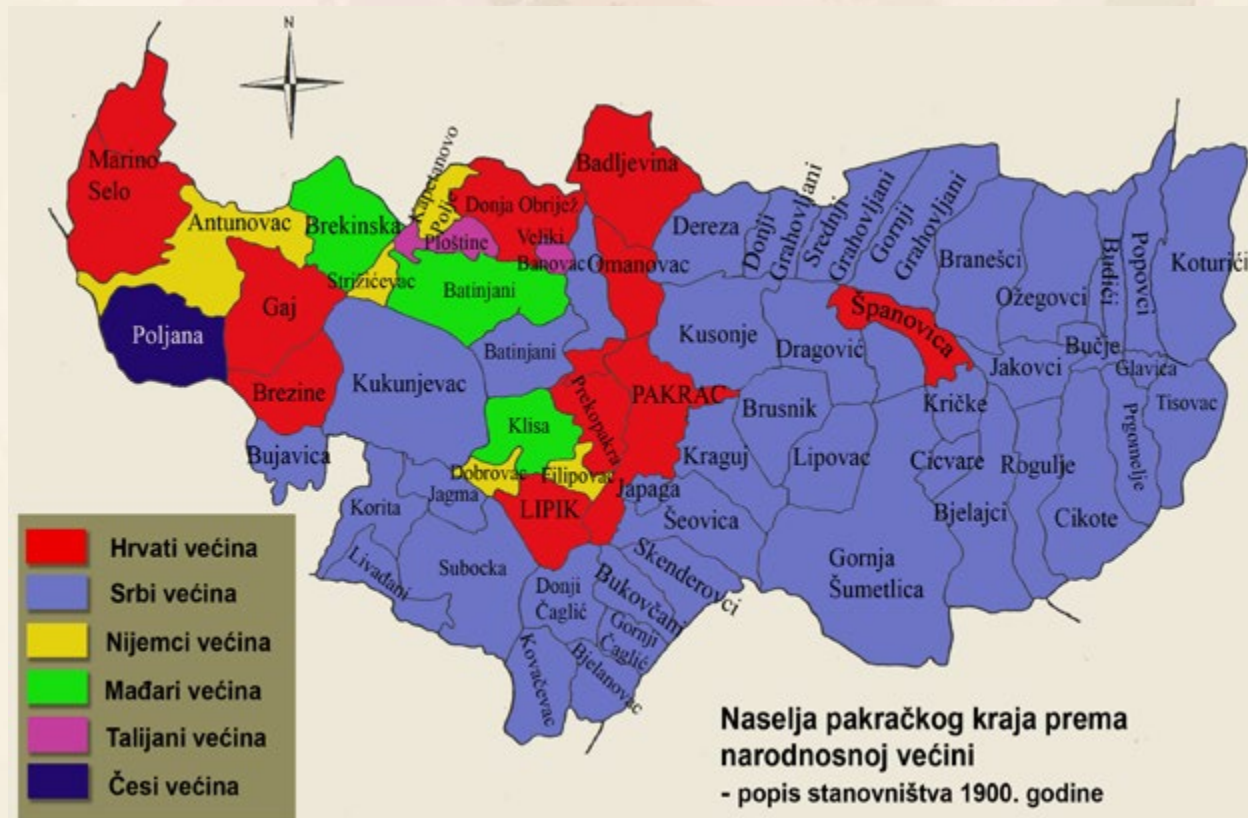 N
Marino
Selo
Antunovac
Brekinska
Kapetanovo
Polje
Donja Obrijež
Ploštine
Veliki
Banovac
Badljevina
Omanovac
Dereza
Donji
Grahovljani
Srednji
Grahovljani
Gornji
Grahovljani
Branešci
Ožegovci
Budići
Popovci
Koturići
Poljana
Gaj
Strižićevac
Batinjani
Batinjani
Brezine
Kukunjevac
Bujavica
Kusonje
Dragović
Španovica
Jakovci
Bučje
Glavica
Tisovac
Prgomelje
PAKRAC
Prekopakra
Klisa
Dobrovac
Filipovac
LIPIK
Japaga
Kraguj
Brusnik
Lipovac
Kričke
Cicvare
Rogulje
Bjelajci
Cikote
Šeovica
Gornja
Šumetlica
Jagma
Korita
Livađani
Subocka
Donji
Čaglić
Bukovčani
Skenderovci
Gornji
Čaglić
Bjelanovac
Kovačevac
Hrvati većina
Srbi većina
Nijemci većina
Mađari većina
Talijani većina
Česi većina
Naselja pakračkog kraja prema
narodnosnoj većini
- popis stanovništva 1900. godine